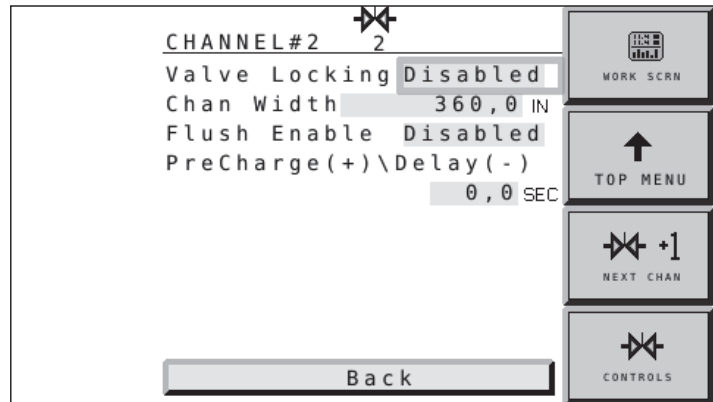 CHANNEL#2 2
Valve Locking Disabled
Chan Width 360,0 IN
Flush Enable Disabled
PreCharge(+)\Delay(-)
0,0 SEC
Back
WORK SCRN
TOP MENU
+1
NEXT CHAN
CONTROLS